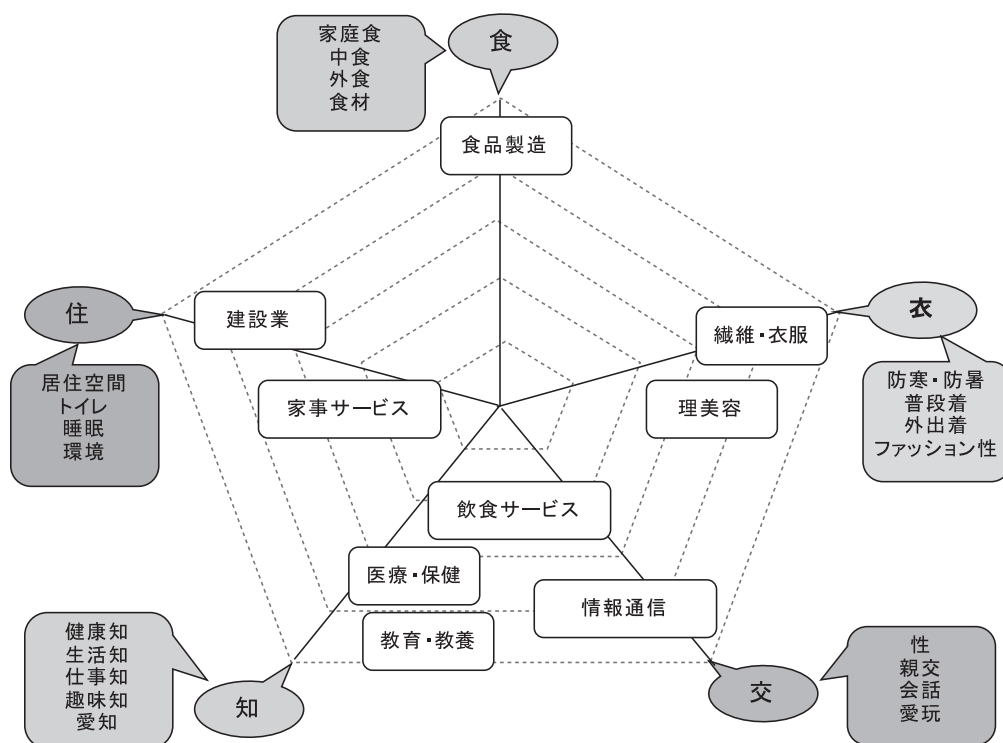 家庭食
中食
外食
食材
食
食品製造
住
建設業
繊維・衣服
衣
居住空間
トイレ
睡眠
環境
家事サービス
理美容
防寒・防暑
普段着
外出着
ファッション性
飲食サービス
医療・保健
情報通信
教育・教養
健康知
生活知
仕事知
趣味知
愛知
知
交
性
親交
会話
愛玩